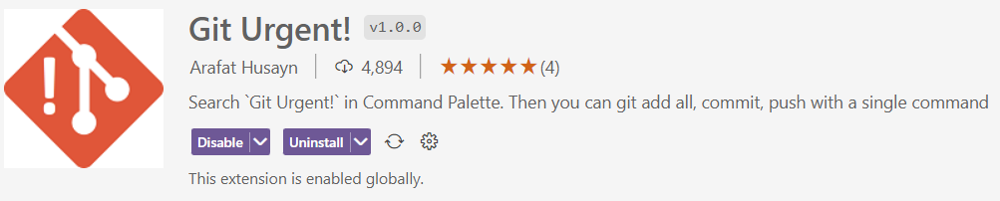 Git Urgent! v1.0.0
Arafat Husayn 4,894 (4)
Search `Git Urgent!` in Command Palette. Then you can git add all, commit, push with a single command
Disable Uninstall
This extension is enabled globally.